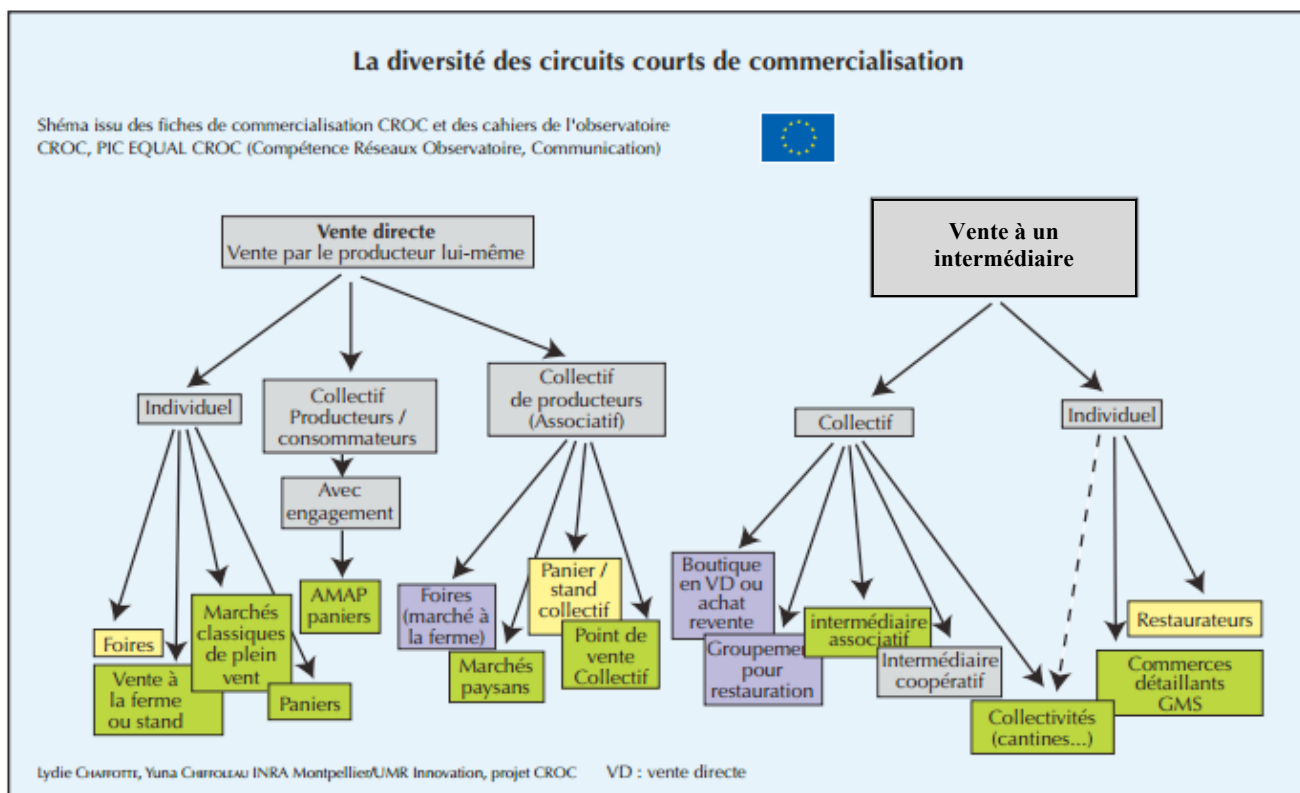 La diversité des circuits courts de commercialisation
Shéma issu des fiches de commercialisation CROC et des cahiers de l'observatoire
CROC, PIC EQUAL CROC (Compétence Réseaux Observatoire, Communication)
Vente directe
Vente par le producteur lui-même
Vente à un
intermédiaire
Individuel
Collectif
Producteurs /
consommateurs
Collectif
de producteurs
(Associatif)
Collectif
Individuel
Avec
engagement
Foires
Vente à
la ferme
ou stand
Marchés
classiques
de plein
vent
Paniers
AMAP
paniers
Foires
(marché à
la ferme)
Marchés
paysans
Panier /
stand
collectif
Point de
vente
Collectif
Boutique
en VD ou
achat
revente
Groupement
pour
restauration
intermédiaire
associatif
Intermédiaire
coopératif
Collectivités
(cantines...)
Restaurateurs
Commerces
détaillants
GMS
Lydie CHAFFOTTE, Yuna CHIFFOLEAU INRA Montpellier/UMR Innovation, projet CROC VD : vente directe